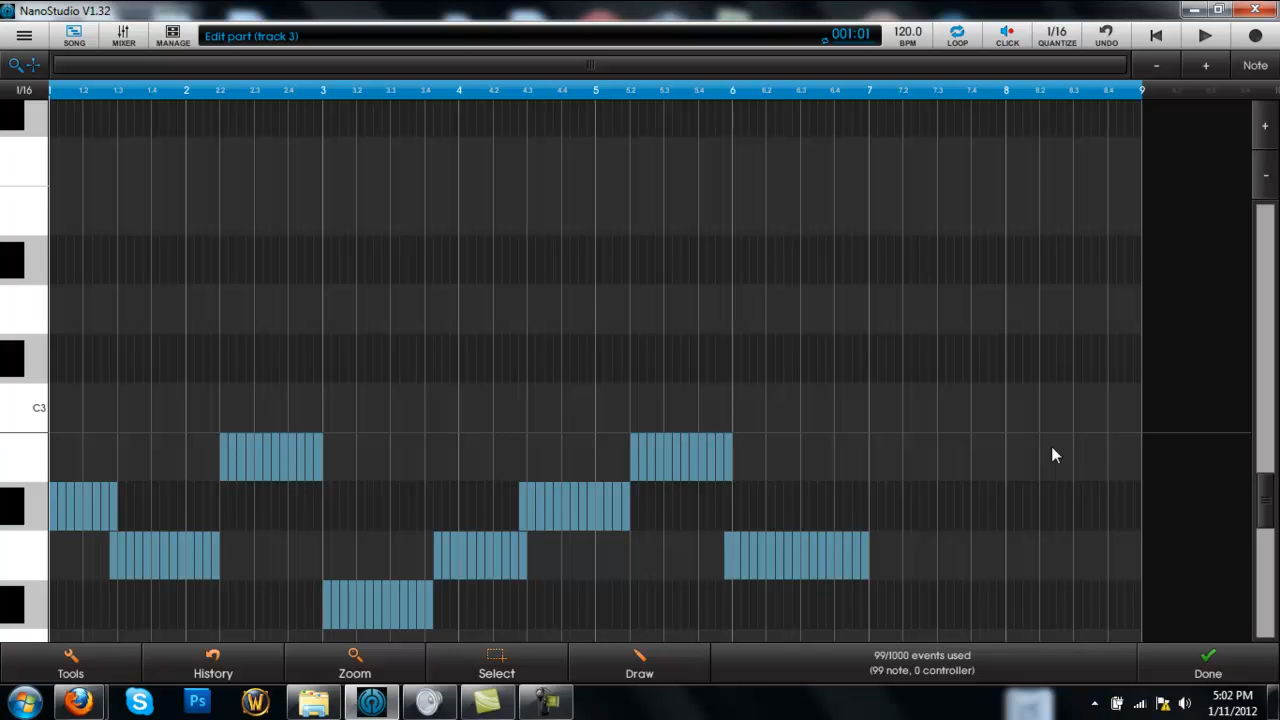 NanoStudio V1.32
SONG
MIXER
MANAGE
Edit part (track 3)
001:01
120.0
BPM
LOOP
CLICK
1/16
QUANTIZE
UNDO
- + Note
1/16
1 1.2 1.3 1.4 2 2.2 2.3 2.4 3 3.2 3.3 3.4 4 4.2 4.3 4.4 5 5.2 5.3 5.4 6 6.2 6.3 6.4 7 7.2 7.3 7.4 8 8.2 8.3 8.4 9
+
-
C3
Tools
History
Zoom
Select
Draw
99/1000 events used
(99 note, 0 controller)
Done
Ps
5:02 PM
1/11/2012